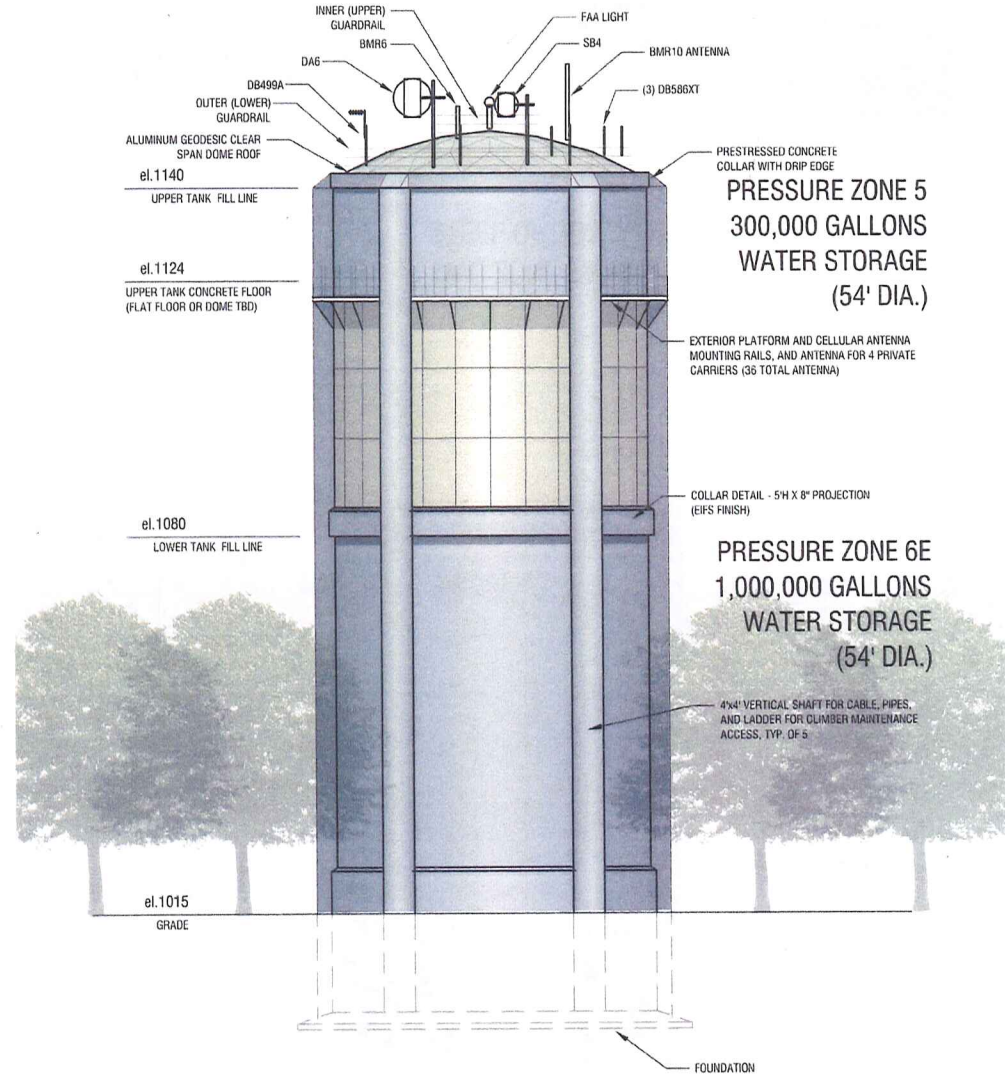 INNER (UPPER)
GUARDRAIL
FAA LIGHT
BMR6
SB4
BMR10 ANTENNA
DA6
DB499A
(3) DB586XT
OUTER (LOWER)
GUARDRAIL
ALUMINUM GEODESIC CLEAR
SPAN DOME ROOF
PRESTRESSED CONCRETE
COLLAR WITH DRIP EDGE
el.1140
UPPER TANK FILL LINE
PRESSURE ZONE 5
300,000 GALLONS
WATER STORAGE
(54' DIA.)
el.1124
UPPER TANK CONCRETE FLOOR
(FLAT FLOOR OR DOME TBD)
EXTERIOR PLATFORM AND CELLULAR ANTENNA
MOUNTING RAILS, AND ANTENNA FOR 4 PRIVATE
CARRIERS (36 TOTAL ANTENNA)
COLLAR DETAIL - 5'H X 8" PROJECTION
(EIFS FINISH)
el.1080
LOWER TANK FILL LINE
PRESSURE ZONE 6E
1,000,000 GALLONS
WATER STORAGE
(54' DIA.)
4'x4' VERTICAL SHAFT FOR CABLE, PIPES,
AND LADDER FOR CLIMBER MAINTENANCE
ACCESS, TYP. OF 5
el.1015
GRADE
FOUNDATION